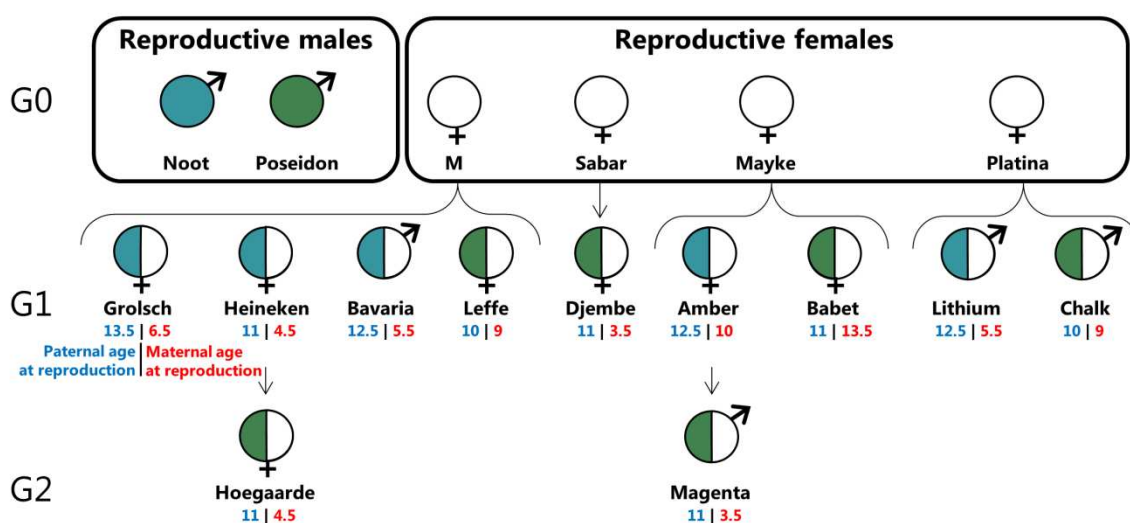 Reproductive males
Reproductive females
G0
Noot
Poseidon
M
Sabar
Mayke
Platina
G1
Grolsch
Heineken
Bavaria
Leffe
Djembe
Amber
Babet
Lithium
Chalk
13.5 | 6.5
11 | 4.5
12.5 | 5.5
10 | 9
11 | 3.5
12.5 | 10
11 | 13.5
12.5 | 5.5
10 | 9
Paternal age
at reproduction
Maternal age
at reproduction
G2
Hoegaarde
11 | 4.5
Magenta
11 | 3.5